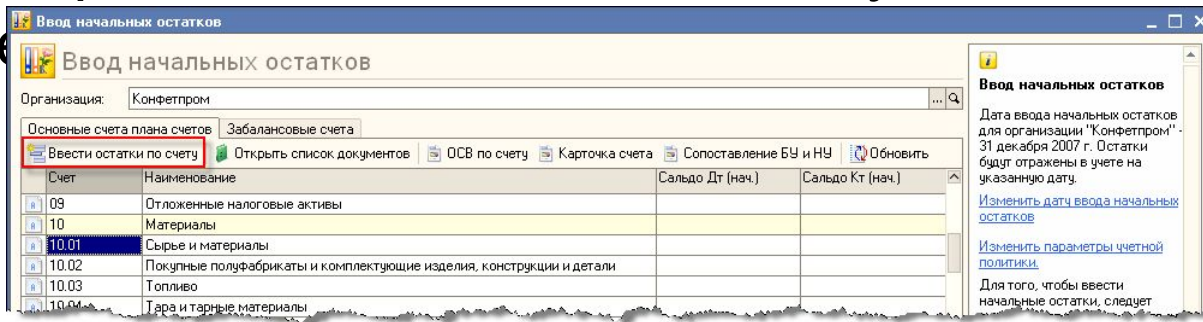 Ввод начальных остатков
Ввод начальных остатков
Организация: Конфетпром
Основные счета плана счетов Забалансовые счета
Ввести остатки по счету Открыть список документов ОСВ по счету Карточка счета Сопоставление БУ и НУ Обновить
Счет Наименование Сальдо Дт (нач.) Сальдо Кт (нач.)
09 Отложенные налоговые активы
10 Материалы
10.01 Сырье и материалы
10.02 Покупные полуфабрикаты и комплектующие изделия, конструкции и детали
10.03 Топливо
10.04 Тара и тарные материалы
Ввод начальных остатков
Дата ввода начальных остатков
для организации "Конфетпром" -
31 декабря 2007 г. Остатки
будут отражены в учете на
указанную дату.
Изменить дату ввода начальных
остатков
Изменить параметры учетной
политики.
Для того, чтобы ввести
начальные остатки, следует